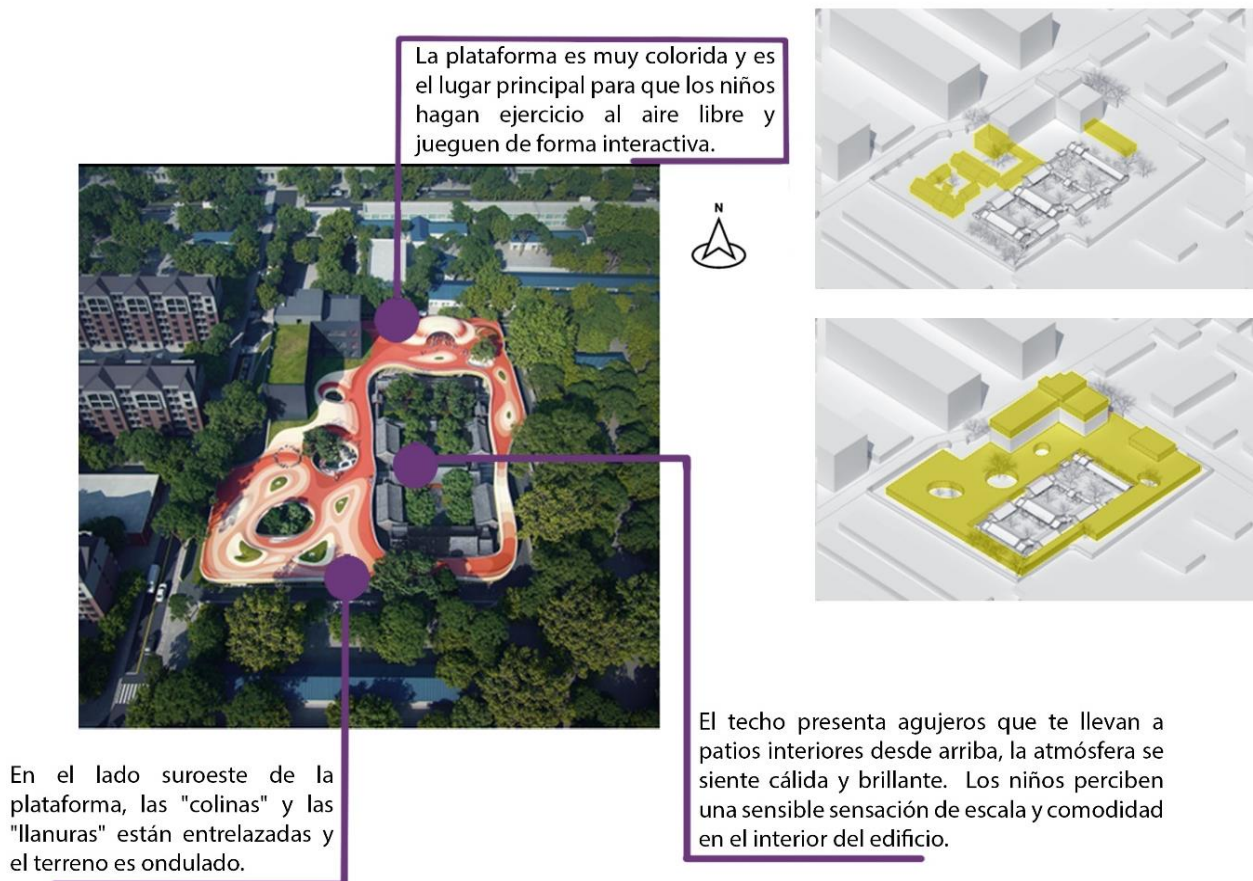 La plataforma es muy colorida y es
el lugar principal para que los niños
hagan ejercicio al aire libre y
jueguen de forma interactiva.
N
El techo presenta agujeros que te llevan a
patios interiores desde arriba, la atmósfera se
siente cálida y brillante. Los niños perciben
una sensible sensación de escala y comodidad
en el interior del edificio.
En el lado suroeste de la
plataforma, las "colinas" y las
"llanuras" están entrelazadas y
el terreno es ondulado.